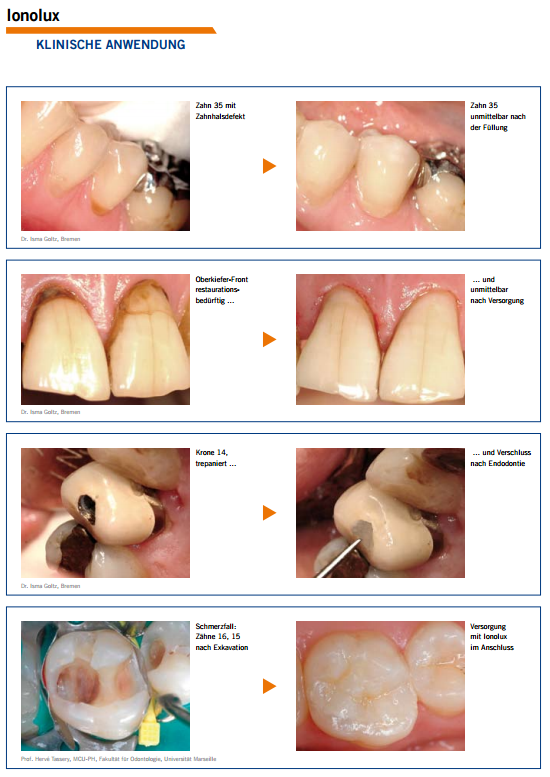 Ionolux
KLINISCHE ANWENDUNG
Zahn 35 mit
Zahnhalsdefekt
Zahn 35
unmittelbar nach
der Füllung
Dr. Isma Galtz, Bremen
Oberkiefer-Front
restaurations-
bedürftig ...
... und
unmittelbar
nach Versorgung
Dr. Isma Galtz, Bremen
Krone 14,
trepaniert ...
... und Verschluss
nach Endodontie
Dr. Isma Galtz, Bremen
Schmerzfall:
Zähne 16, 15
nach Exkavation
Versorgung
mit Ionolux
im Anschluss
Prof. Hervé Tassery, MCU-PH, Fakultät für Odontologie, Universität Marseille